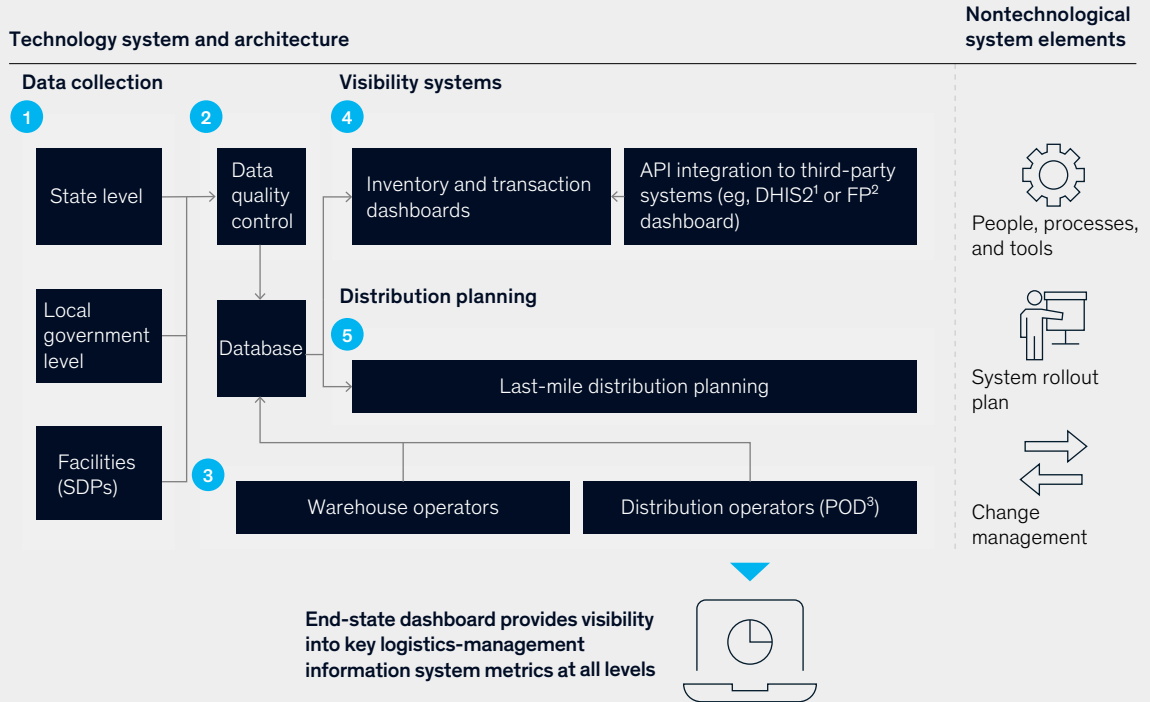 Technology system and architecture
Nontechnological
system elements
Data collection
Visibility systems
1
2
4
State level
Data
quality
control
Inventory and transaction
dashboards
API integration to third-party
systems (eg, DHIS2¹ or FP²
dashboard)
People, processes,
and tools
Local
government
level
Database
Distribution planning
5
Last-mile distribution planning
System rollout
plan
Facilities
(SDPs)
3
Warehouse operators
Distribution operators (POD³)
Change
management
End-state dashboard provides visibility
into key logistics-management
information system metrics at all levels